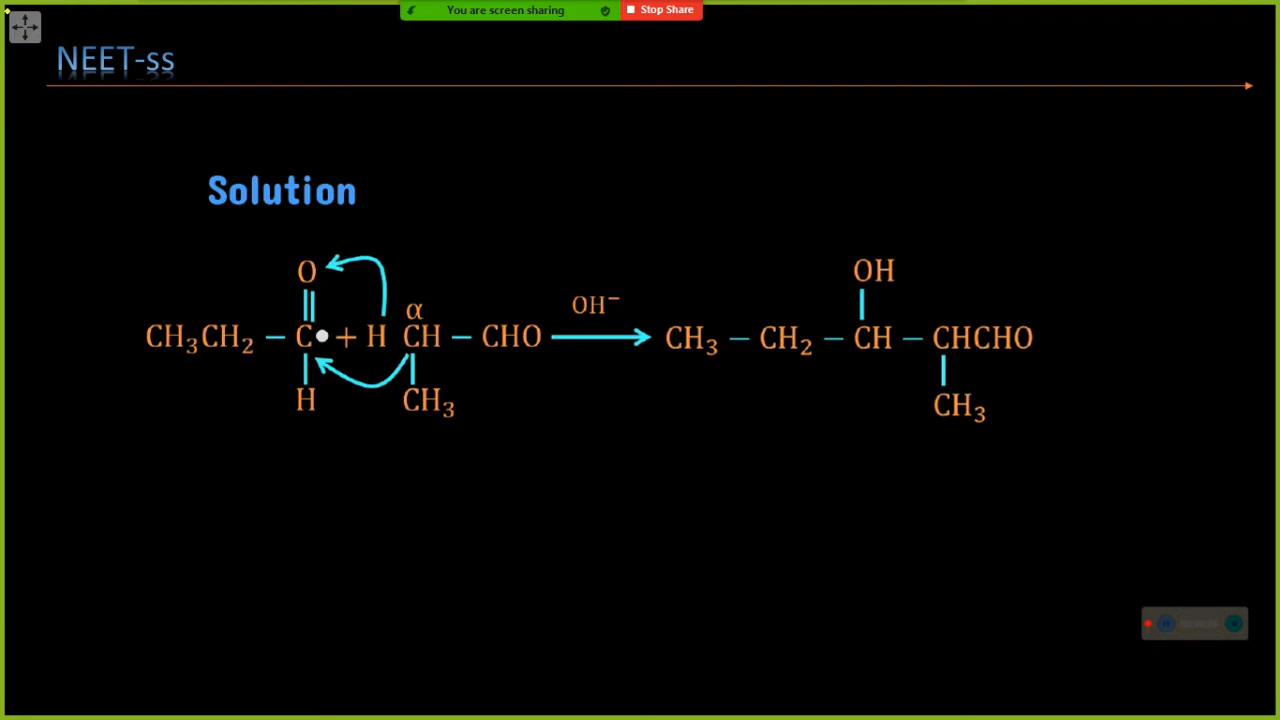 You are screen sharing Stop Share
NEET-ss
Solution
O OH
α OH⁻
CH₃CH₂ – C + H CH – CHO → CH₃ – CH₂ – CH – CHCHO
H CH₃ CH₃